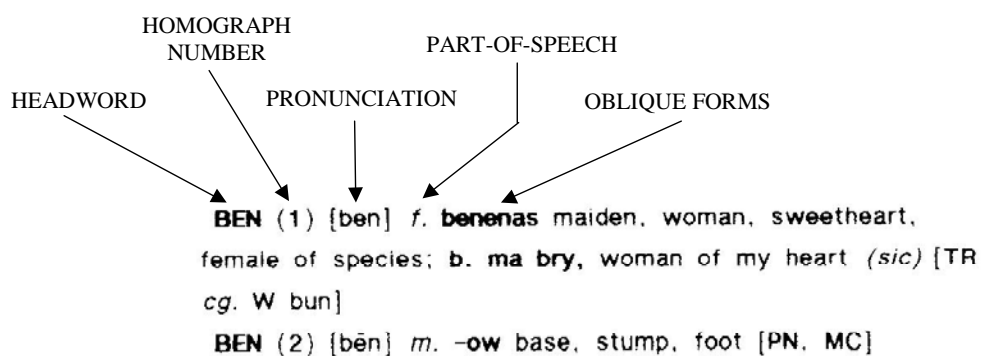 HOMOGRAPH
NUMBER
PART-OF-SPEECH
HEADWORD
PRONUNCIATION
OBLIQUE FORMS
BEN (1) [ben] f. benenas maiden, woman, sweetheart,
female of species; b. ma bry, woman of my heart (sic) [TR
cg. W bun]
BEN (2) [bēn] m. -ow base, stump, foot [PN, MC]